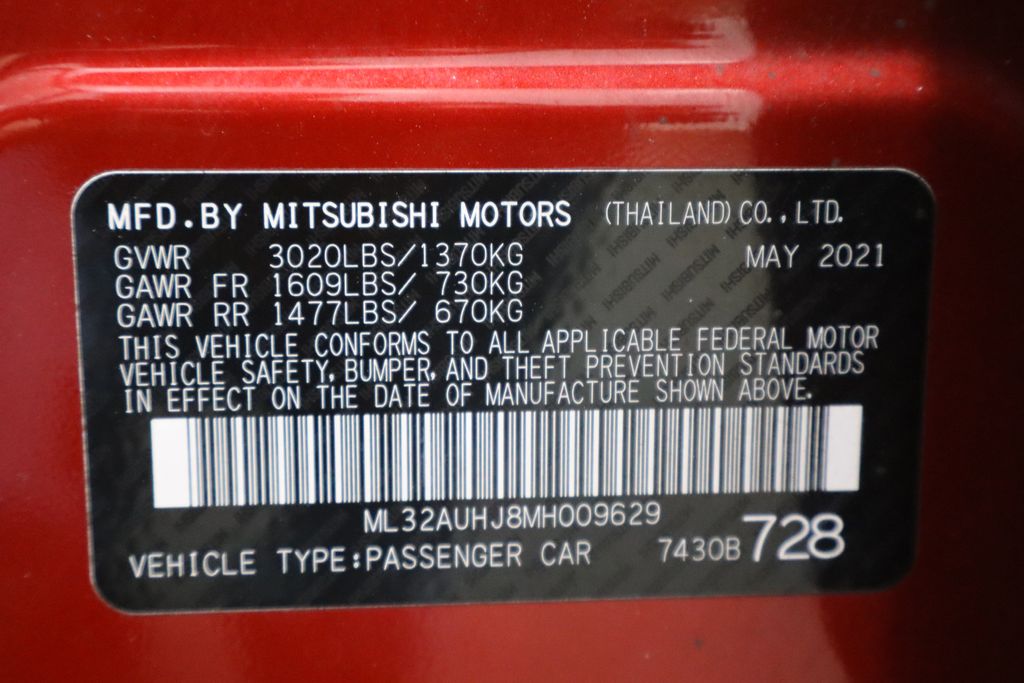 MFD.BY MITSUBISHI MOTORS (THAILAND) CO., LTD.
GVWR 3020LBS/1370KG MAY 2021
GAWR FR 1609LBS/ 730KG
GAWR RR 1477LBS/ 670KG
THIS VEHICLE CONFORMS TO ALL APPLICABLE FEDERAL MOTOR
VEHICLE SAFETY, BUMPER, AND THEFT PREVENTION STANDARDS
IN EFFECT ON THE DATE OF MANUFACTURE SHOWN ABOVE.
ML32AUHJ8MH009629
VEHICLE TYPE:PASSENGER CAR 7430B 728